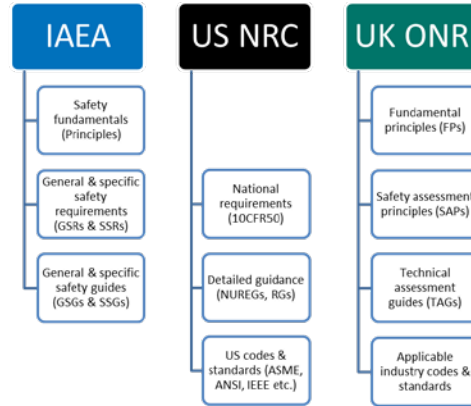 IAEA
Safety
fundamentals
(Principles)
General & specific
safety
requirements
(GSRs & SSRs)
General & specific
safety guides
(GSGs & SSGs)
US NRC
National
requirements
(10CFR50)
Detailed guidance
(NUREGs, RGs)
US codes &
standards (ASME,
ANSI, IEEE etc.)
UK ONR
Fundamental
principles (FPs)
Safety assessment
principles (SAPs)
Technical
assessment
guides (TAGs)
Applicable
industry codes &
standards